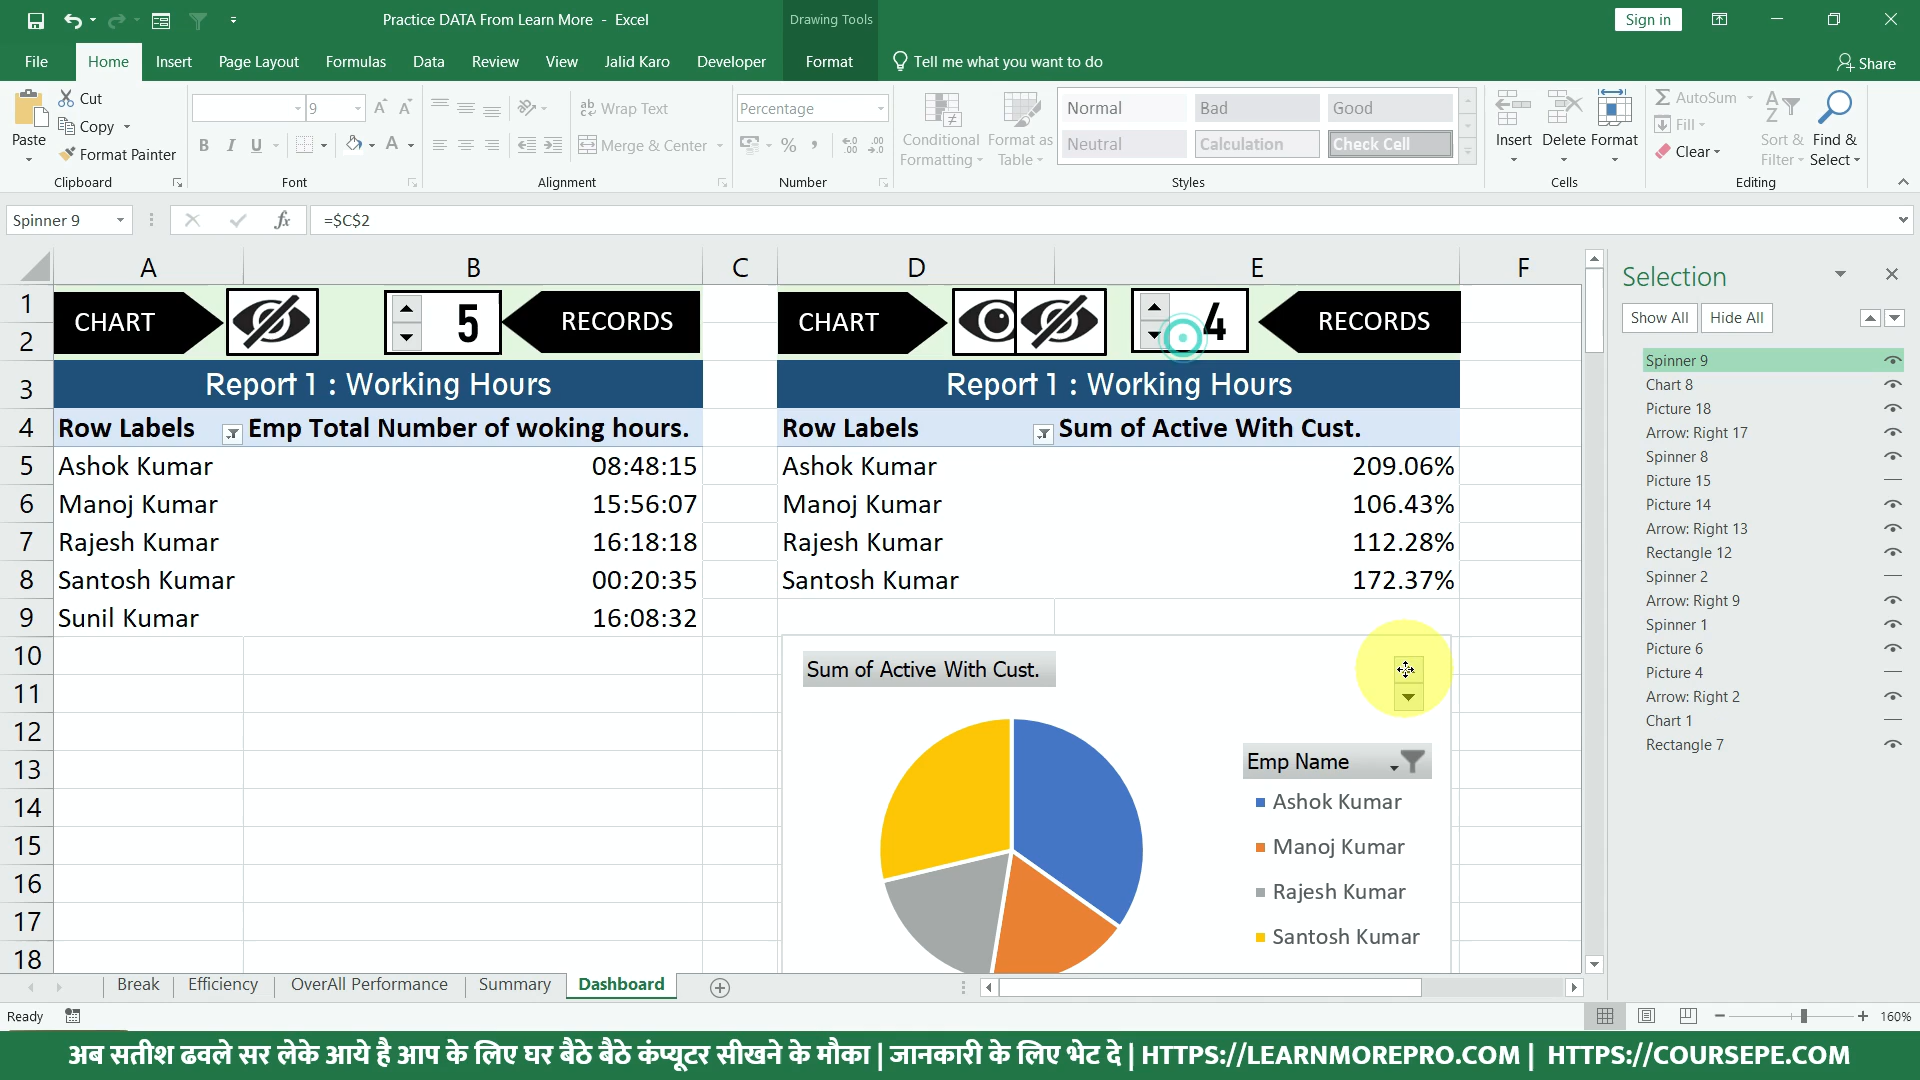 Practice DATA From Learn More - Excel
Drawing Tools
Sign in
File Home Insert Page Layout Formulas Data Review View Jalid Karo Developer Format Tell me what you want to do Share
Paste
Cut
Copy
Format Painter
Clipboard
9
B I U
Font
Wrap Text
Merge & Center
Alignment
Percentage
Number
Conditional Formatting
Format as Table
Normal Bad Good
Neutral Calculation Check Cell
Styles
Insert Delete Format
Cells
AutoSum
Fill
Clear
Sort & Filter
Find & Select
Editing
Spinner 9 fx =$C$2
A B C D E F
1
2
CHART 5 RECORDS CHART 4 RECORDS
3 Report 1 : Working Hours Report 1 : Working Hours
4 Row Labels Emp Total Number of woking hours. Row Labels Sum of Active With Cust.
5 Ashok Kumar 08:48:15 Ashok Kumar 209.06%
6 Manoj Kumar 15:56:07 Manoj Kumar 106.43%
7 Rajesh Kumar 16:18:18 Rajesh Kumar 112.28%
8 Santosh Kumar 00:20:35 Santosh Kumar 172.37%
9 Sunil Kumar 16:08:32
10
11
12
13
14
15
16
17
18
Sum of Active With Cust.
Emp Name
Ashok Kumar
Manoj Kumar
Rajesh Kumar
Santosh Kumar
Selection
Show All Hide All
Spinner 9
Chart 8
Picture 18
Arrow: Right 17
Spinner 8
Picture 15
Picture 14
Arrow: Right 13
Rectangle 12
Spinner 2
Arrow: Right 9
Spinner 1
Picture 6
Picture 4
Arrow: Right 2
Chart 1
Rectangle 7
Break Efficiency OverAll Performance Summary Dashboard
Ready 160%
अब सतीश ढवले सर लेके आये है आप के लिए घर बैठे बैठे कंप्यूटर सीखने के मौका | जानकारी के लिए भेट दे | HTTPS://LEARNMOREPRO.COM | HTTPS://COURSEPE.COM